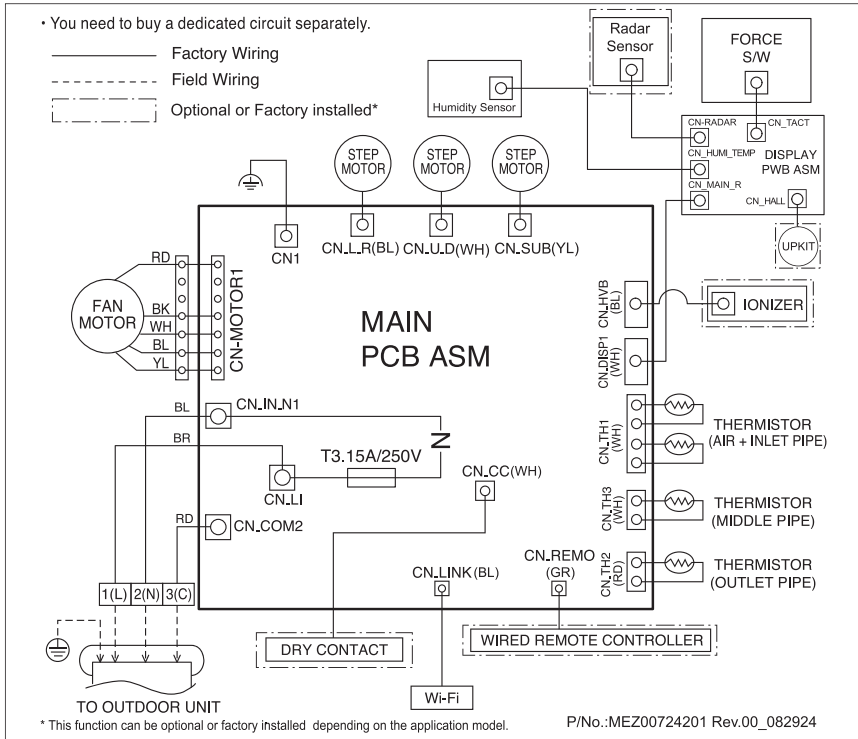 • You need to buy a dedicated circuit separately.
Factory Wiring
Field Wiring
Optional or Factory installed*
Radar
Sensor
FORCE
S/W
Humidity Sensor
CN-RADAR
CN_TACT
CN_HUMI_TEMP
DISPLAY
PWB ASM
CN_MAIN_R
CN_HALL
UPKIT
STEP
MOTOR
STEP
MOTOR
STEP
MOTOR
CN1
CN_L_R(BL)
CN_U_D(WH)
CN_SUB(YL)
RD
FAN
MOTOR
BK
WH
BL
YL
CN-MOTOR1
MAIN
PCB ASM
CN_HVB
(BL)
IONIZER
CN_DISP1
(WH)
BL
CN_IN_N1
BR
T3.15A/250V
N
CN_LI
CN_CC(WH)
CN_TH1
(WH)
THERMISTOR
(AIR + INLET PIPE)
RD
CN_COM2
CN_TH3
(WH)
THERMISTOR
(MIDDLE PIPE)
CN_LINK(BL)
CN_REMO
(GR)
CN_TH2
(RD)
THERMISTOR
(OUTLET PIPE)
1(L) 2(N) 3(C)
DRY CONTACT
WIRED REMOTE CONTROLLER
Wi-Fi
TO OUTDOOR UNIT
* This function can be optional or factory installed depending on the application model.
P/No.:MEZ00724201 Rev.00_082924